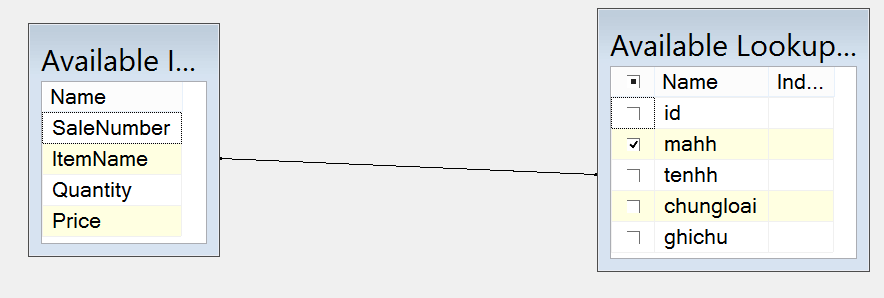 Available I...
Name
SaleNumber
ItemName
Quantity
Price
Available Lookup...
Name Ind...
id
mahh
tenhh
chungloai
ghichu